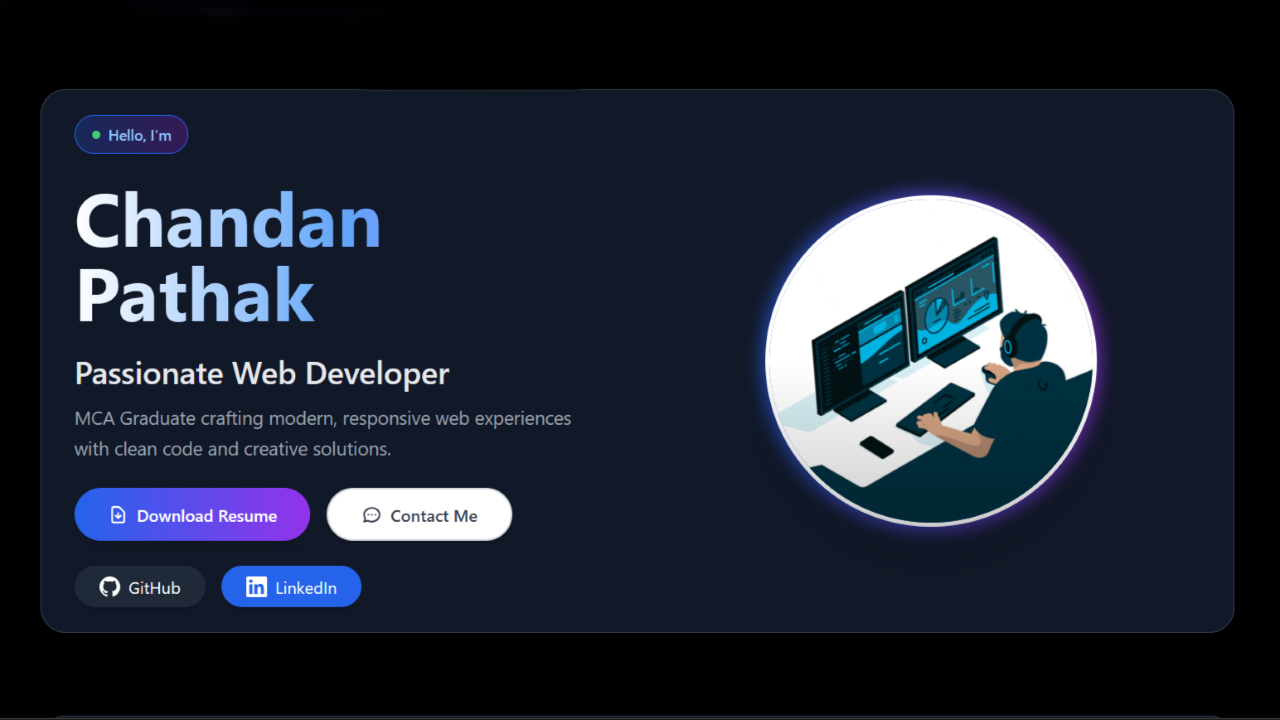 Hello, I'm
Chandan
Pathak
Passionate Web Developer
MCA Graduate crafting modern, responsive web experiences
with clean code and creative solutions.
Download Resume
Contact Me
GitHub
LinkedIn